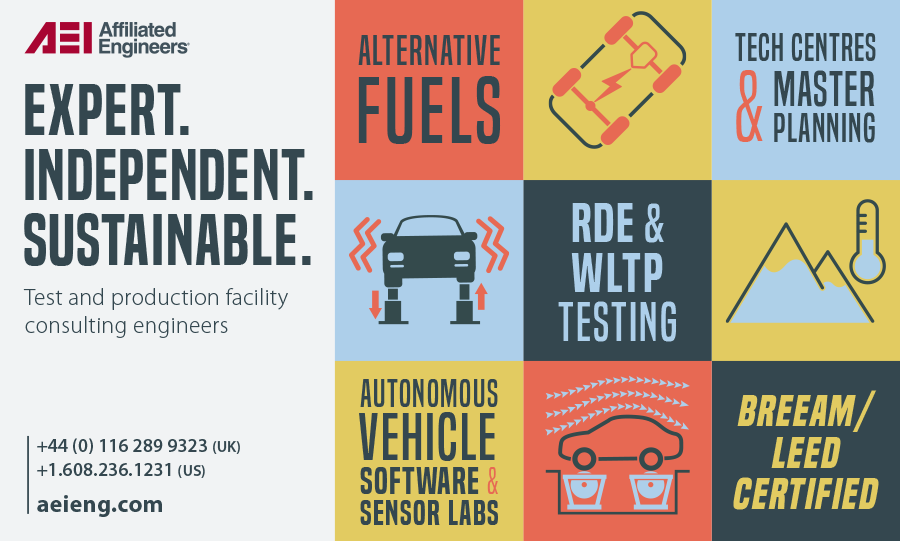 AEI Affiliated
Engineers
EXPERT.
INDEPENDENT.
SUSTAINABLE.
Test and production facility
consulting engineers
+44 (0) 116 289 9323 (UK)
+1.608.236.1231 (US)
aeieng.com
ALTERNATIVE
FUELS
TECH CENTRES
& MASTER
PLANNING
RDE &
WLTP
TESTING
AUTONOMOUS
VEHICLE
SOFTWARE &
SENSOR LABS
BREEAM/
LEED
CERTIFIED